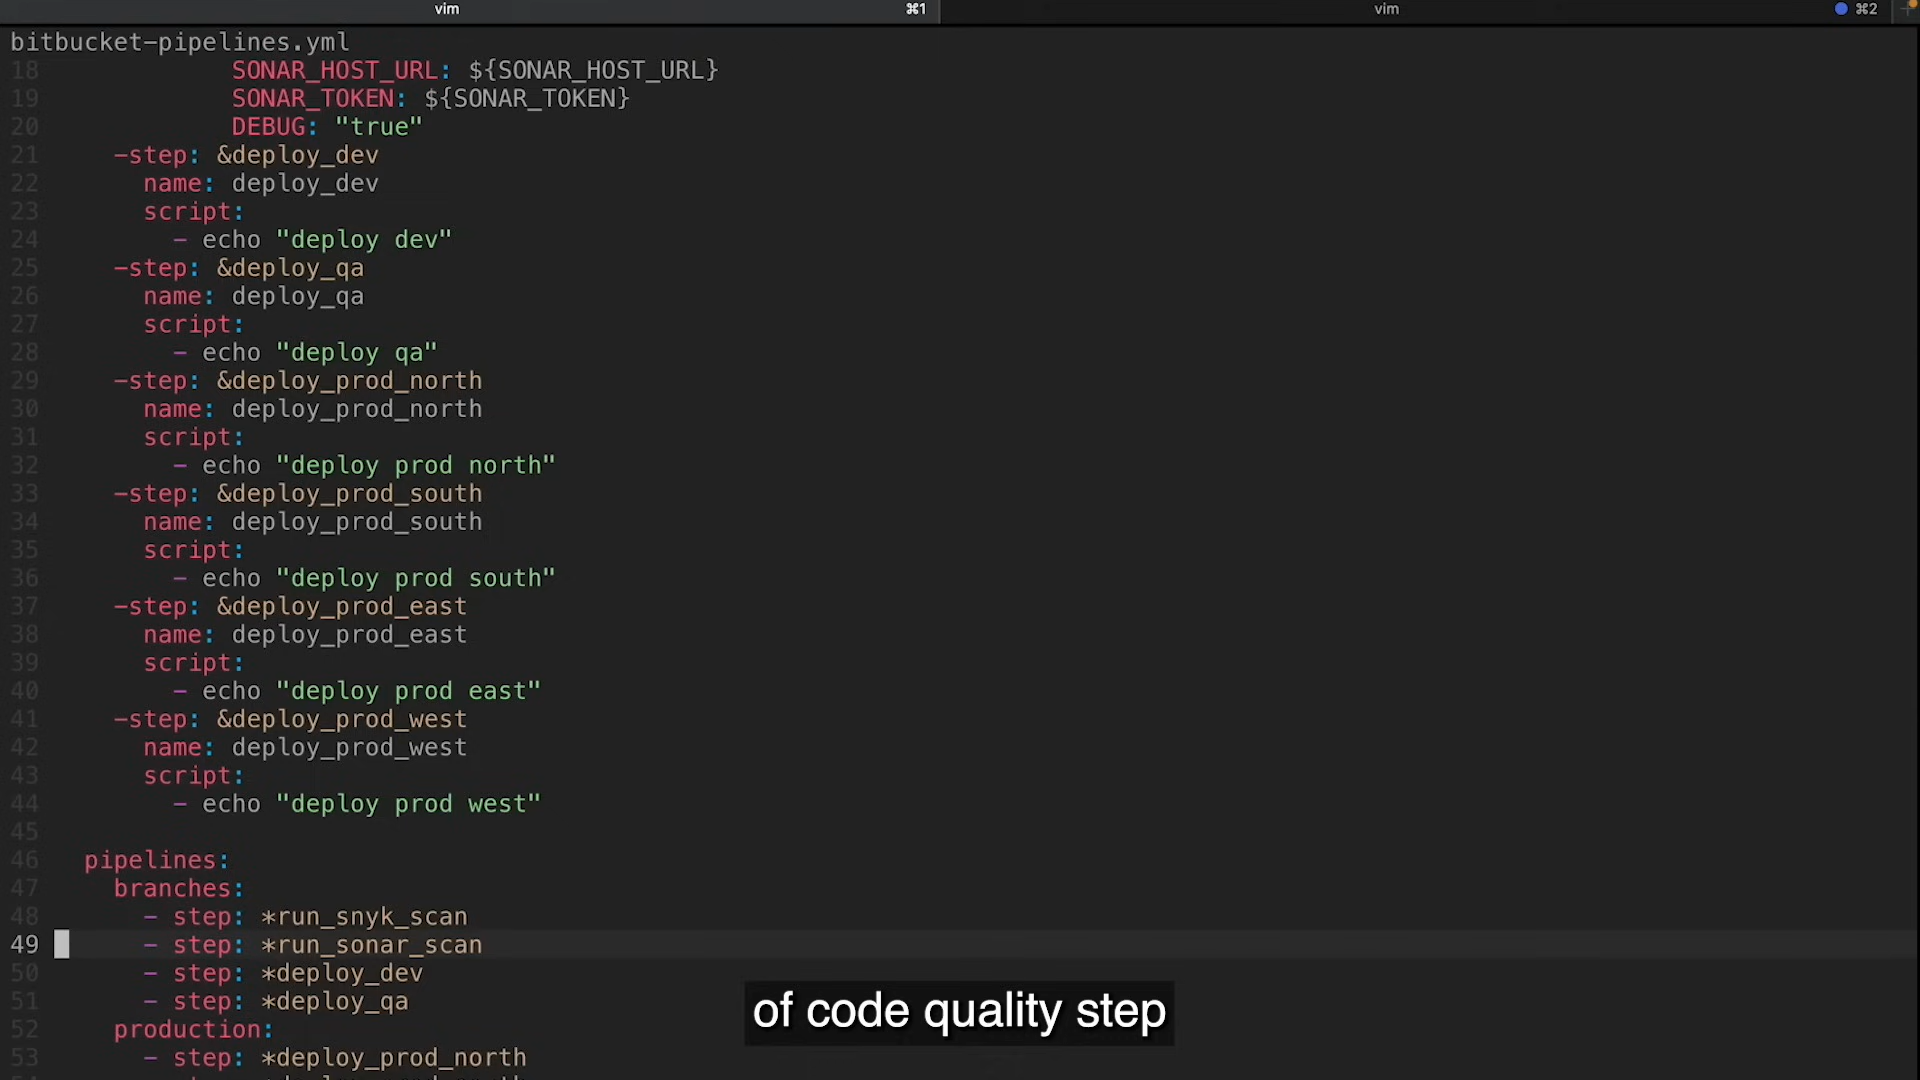 vim ⌘1 vim ⌘2
bitbucket-pipelines.yml
18 SONAR_HOST_URL: ${SONAR_HOST_URL}
19 SONAR_TOKEN: ${SONAR_TOKEN}
20 DEBUG: "true"
21 -step: &deploy_dev
22 name: deploy_dev
23 script:
24 - echo "deploy dev"
25 -step: &deploy_qa
26 name: deploy_qa
27 script:
28 - echo "deploy qa"
29 -step: &deploy_prod_north
30 name: deploy_prod_north
31 script:
32 - echo "deploy prod north"
33 -step: &deploy_prod_south
34 name: deploy_prod_south
35 script:
36 - echo "deploy prod south"
37 -step: &deploy_prod_east
38 name: deploy_prod_east
39 script:
40 - echo "deploy prod east"
41 -step: &deploy_prod_west
42 name: deploy_prod_west
43 script:
44 - echo "deploy prod west"
45
46 pipelines:
47 branches:
48 - step: *run_snyk_scan
49 - step: *run_sonar_scan
50 - step: *deploy_dev
51 - step: *deploy_qa
52 production:
53 - step: *deploy_prod_north
of code quality step